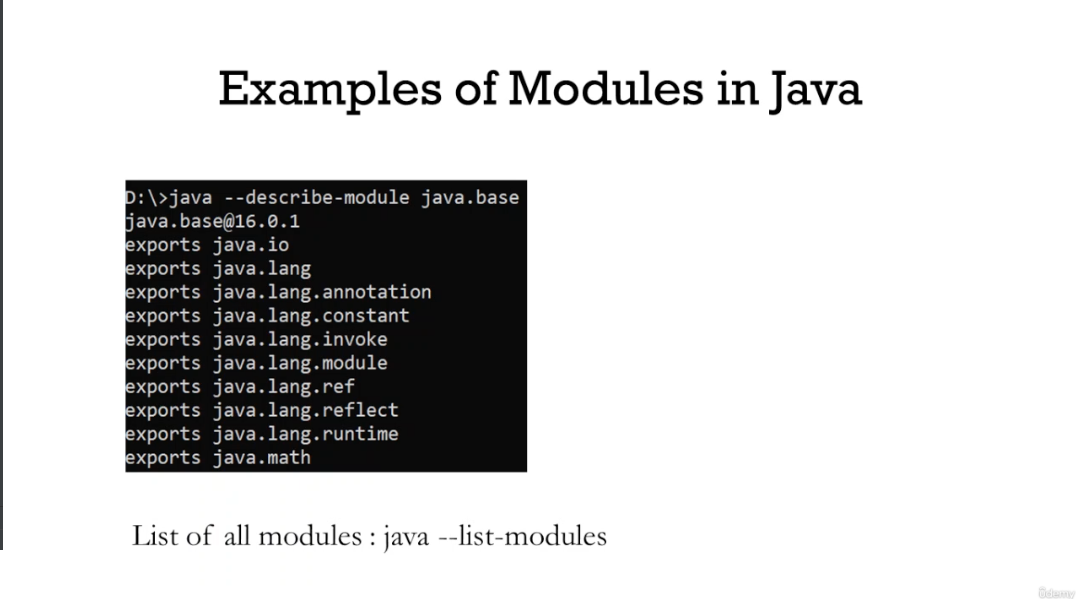 Examples of Modules in Java
D:\>java --describe-module java.base
java.base@16.0.1
exports java.io
exports java.lang
exports java.lang.annotation
exports java.lang.constant
exports java.lang.invoke
exports java.lang.module
exports java.lang.ref
exports java.lang.reflect
exports java.lang.runtime
exports java.math
List of all modules : java --list-modules
Udemy